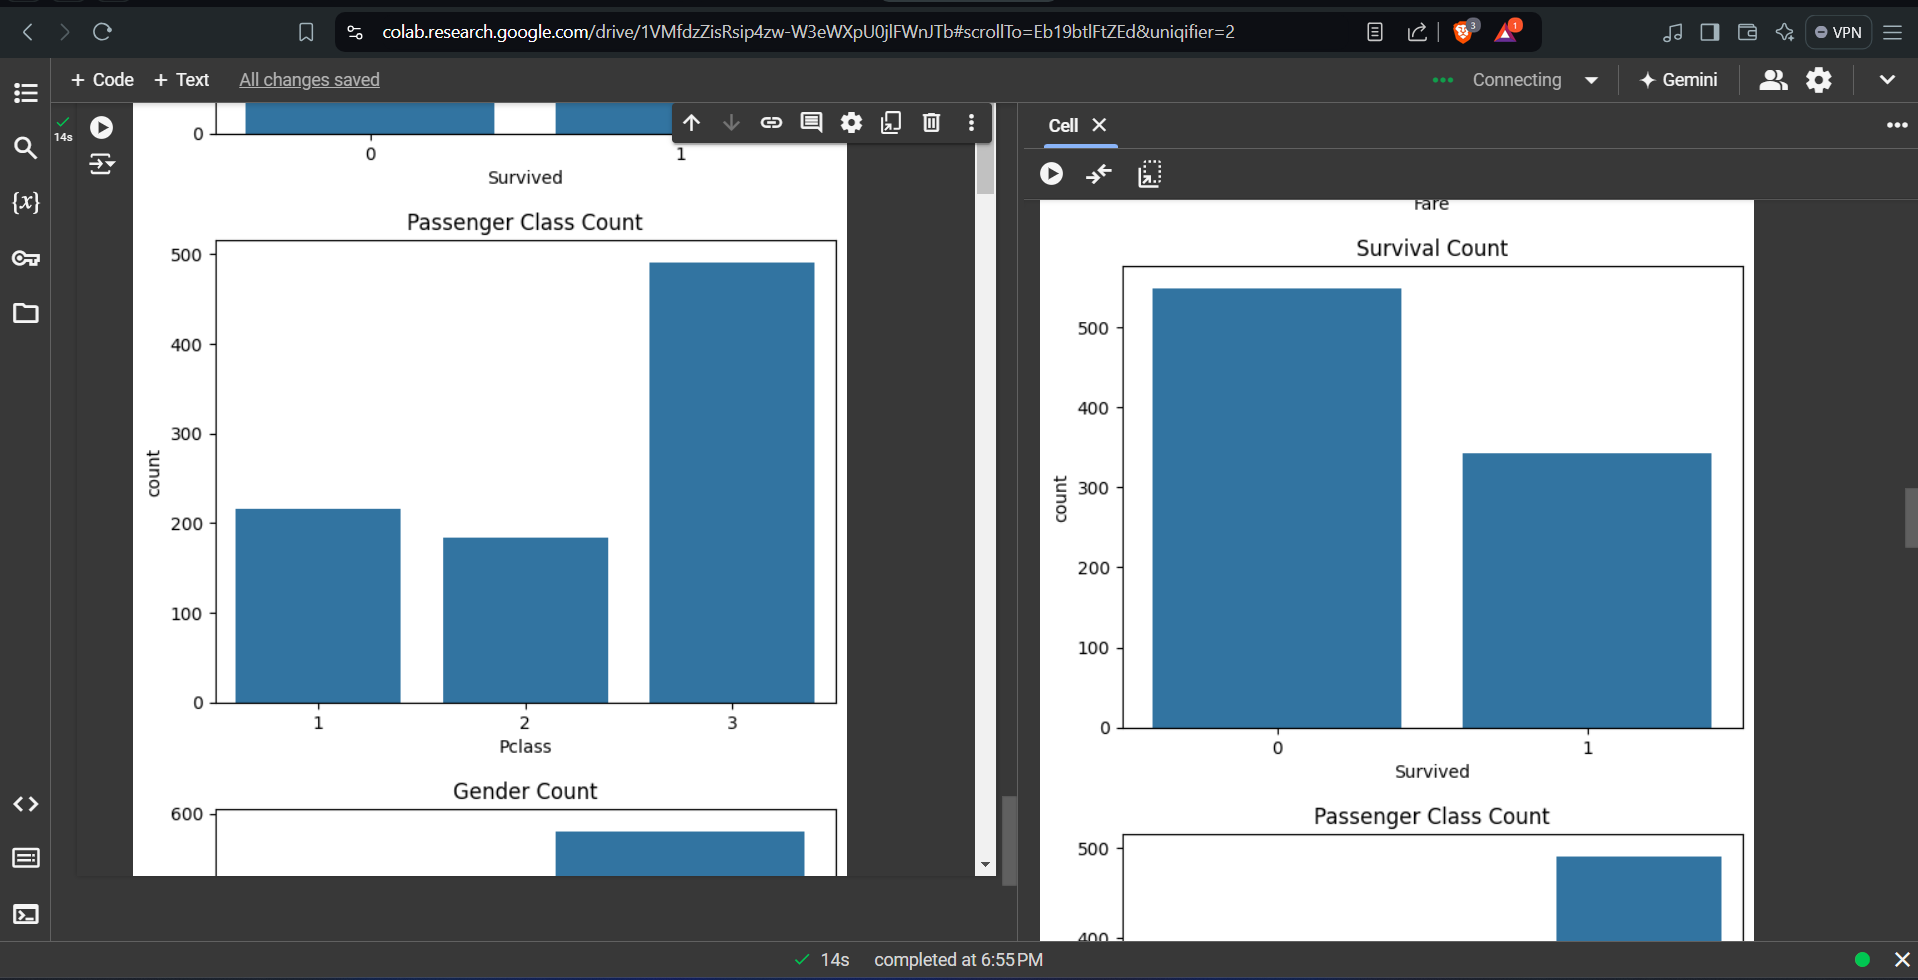 colab.research.google.com/drive/1VMfdzZisRsip4zw-W3eWXpU0jlFWnJTb#scrollTo=Eb19btlFtZEd&uniqifier=2
3
1
VPN
+ Code + Text All changes saved
Connecting
Gemini
14s
0
0 1
Survived
Passenger Class Count
500
400
300
200
100
0
count
1 2 3
Pclass
Gender Count
600
Cell
Fare
Survival Count
500
400
300
200
100
0
count
0 1
Survived
Passenger Class Count
500
400
{x}
14s completed at 6:55 PM